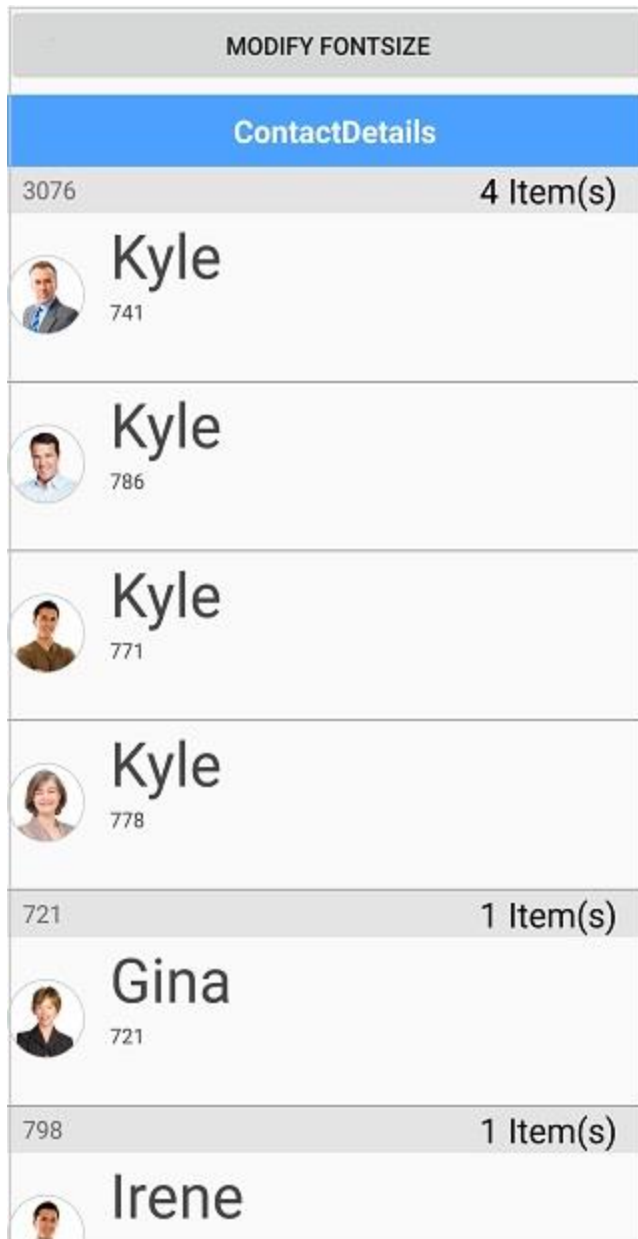 MODIFY FONTSIZE
ContactDetails
3076 4 Item(s)
Kyle
741
Kyle
786
Kyle
771
Kyle
778
721 1 Item(s)
Gina
721
798 1 Item(s)
Irene